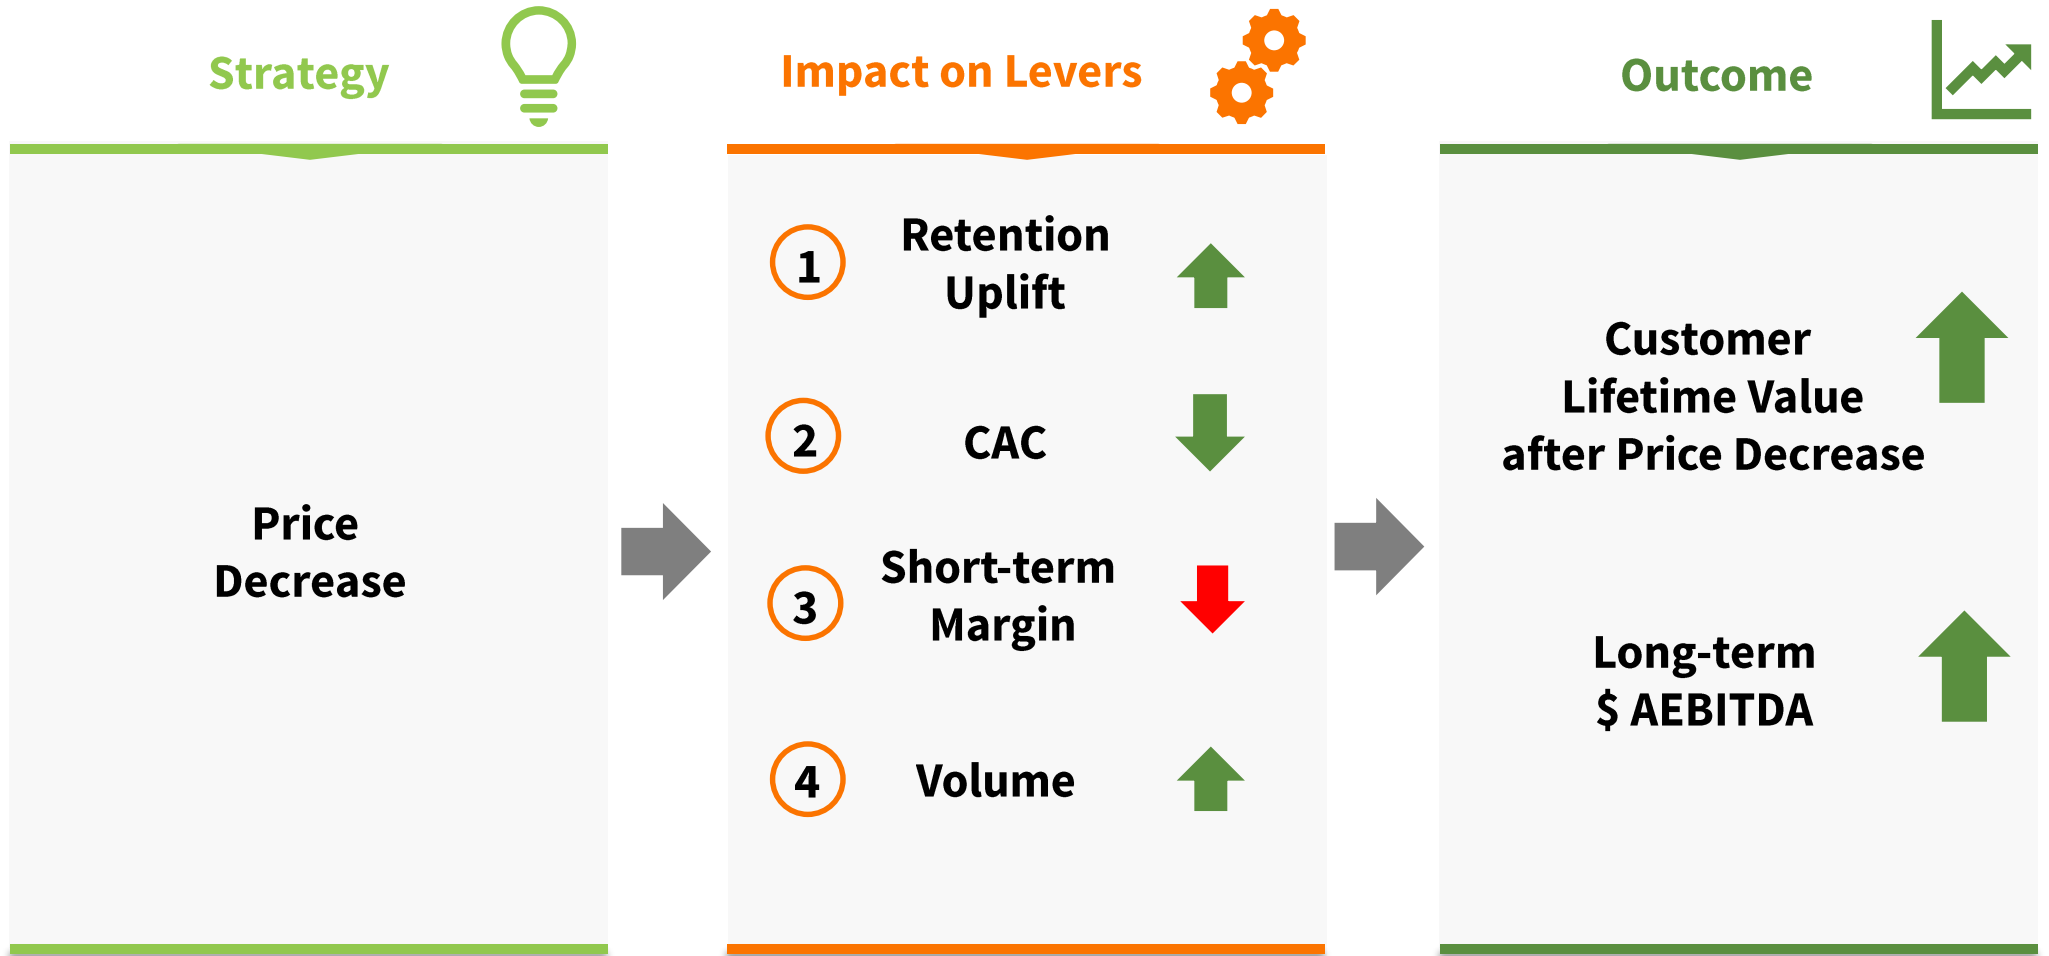 Strategy
Price
Decrease
Impact on Levers
1
Retention
Uplift
2
CAC
3
Short-term
Margin
4
Volume
Outcome
Customer
Lifetime Value
after Price Decrease
Long-term
$ AEBITDA